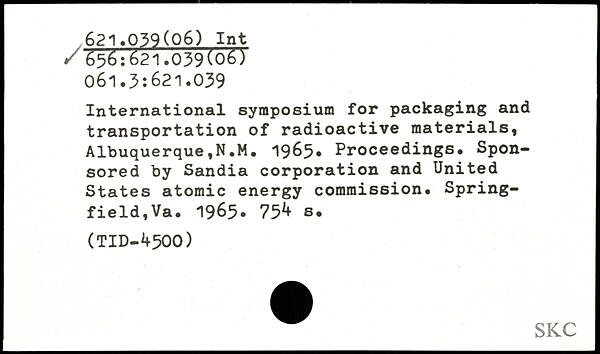 621.039(06) Int
656:621.039(06)
061.3:621.039
International symposium for packaging and
transportation of radioactive materials,
Albuquerque,N.M. 1965. Proceedings. Spon-
sored by Sandia corporation and United
States atomic energy commission. Spring-
field,Va. 1965. 754 s.
(TID-4500)
SKC